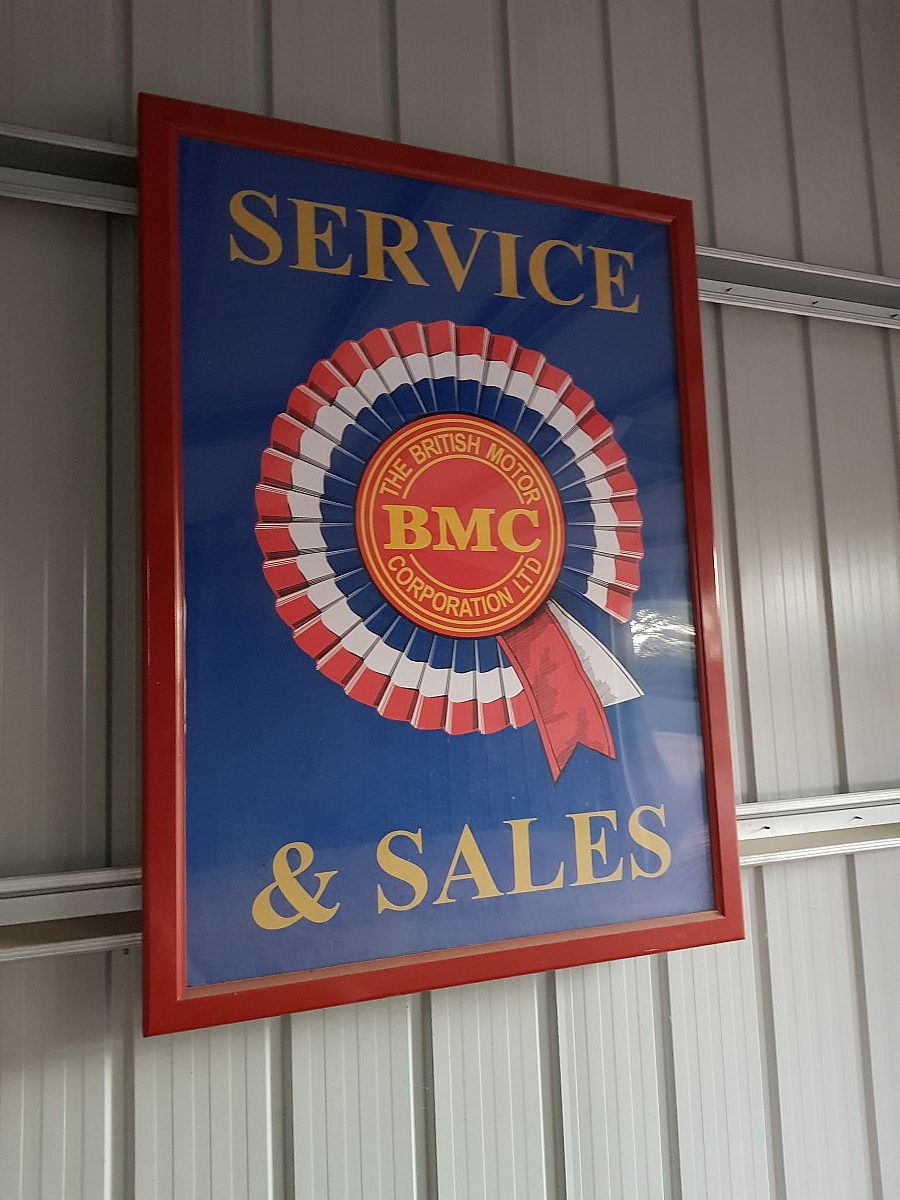 SERVICE
THE BRITISH MOTOR
BMC
CORPORATION LTD
& SALES